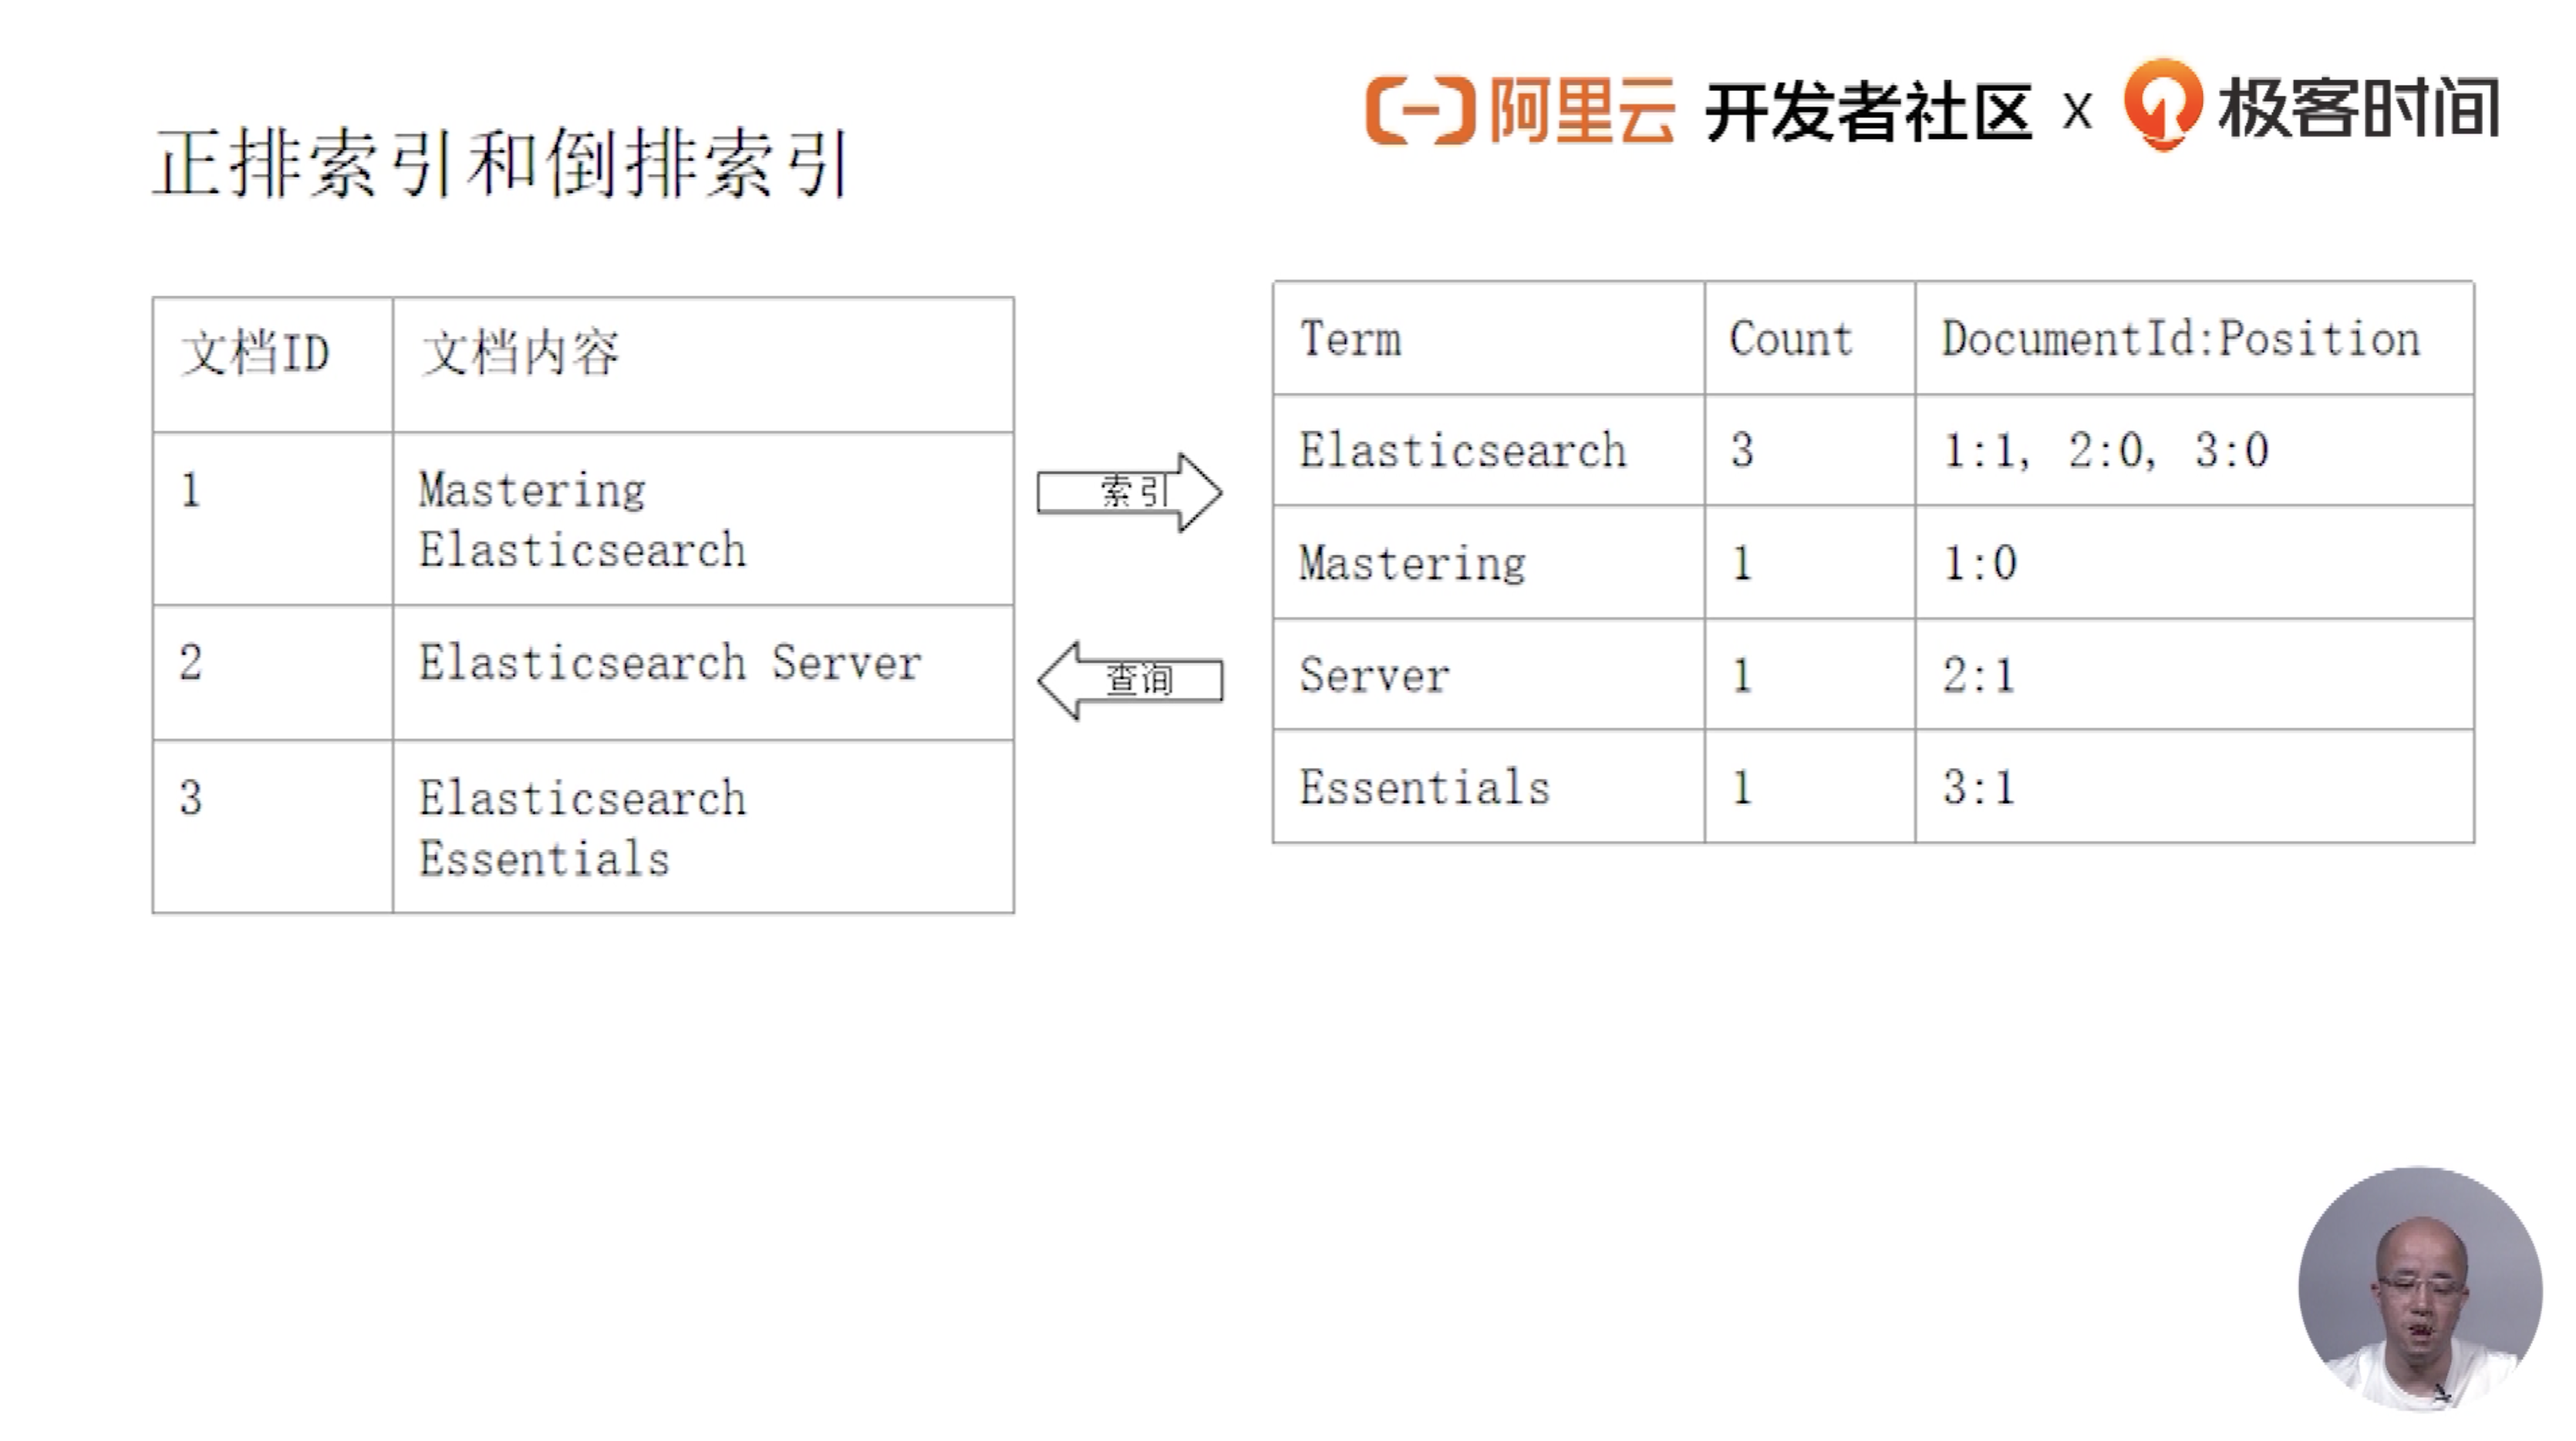 阿里云 开发者社区 x 极客时间
正排索引和倒排索引
文档ID 文档内容
1 Mastering
Elasticsearch
2 Elasticsearch Server
3 Elasticsearch
Essentials
索引
查询
Term Count DocumentId:Position
Elasticsearch 3 1:1, 2:0, 3:0
Mastering 1 1:0
Server 1 2:1
Essentials 1 3:1